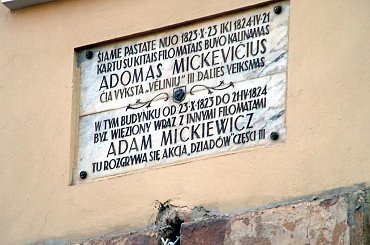 ŠIAME PASTATE NUO 1823-X-23 IKI 1824-IV-21
KARTU SU KITAIS FILOMATAIS BUVO KALINAMAS
ADOMAS MICKEVIČIUS
ČIA VYKSTA „VĖLINIŲ” III DALIES VEIKSMAS
W TYM BUDYNKU OD 23-X-1823 DO 21-IV-1824
BYŁ WIĘZIONY WRAZ Z INNYMI FILOMATAMI
ADAM MICKIEWICZ
TU ROZGRYWA SIĘ AKCJA „DZIADÓW” CZĘŚCI III